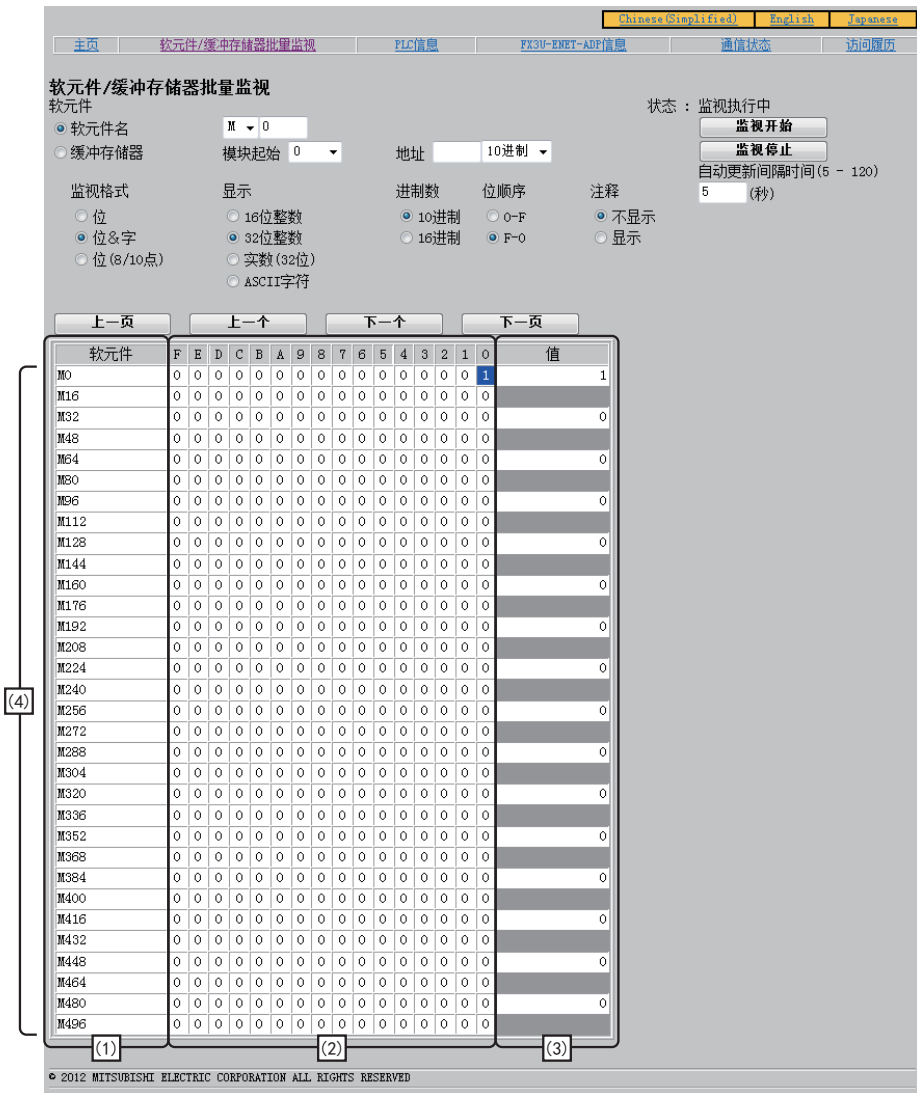 Chinese(Simplified) English Japanese
主页 软元件/缓冲存储器批量监视 PLC信息 FX3U-ENET-ADP信息 通信状态 访问履历
软元件/缓冲存储器批量监视
软元件 状态 : 监视执行中
软元件名 M 0 监视开始
缓冲存储器 模块起始 0 地址 10进制 监视停止
自动更新间隔时间(5 - 120)
监视格式 显示 进制数 位顺序 注释 5 (秒)
位 16位整数 10进制 0-F 不显示
位&字 32位整数 16进制 F-0 显示
位(8/10点) 实数(32位)
ASCII字符
上一页 上一个 下一个 下一页
软元件 F E D C B A 9 8 7 6 5 4 3 2 1 0 值
M0 0 0 0 0 0 0 0 0 0 0 0 0 0 0 0 1 1
M16 0 0 0 0 0 0 0 0 0 0 0 0 0 0 0 0
M32 0 0 0 0 0 0 0 0 0 0 0 0 0 0 0 0 0
M48 0 0 0 0 0 0 0 0 0 0 0 0 0 0 0 0
M64 0 0 0 0 0 0 0 0 0 0 0 0 0 0 0 0 0
M80 0 0 0 0 0 0 0 0 0 0 0 0 0 0 0 0
M96 0 0 0 0 0 0 0 0 0 0 0 0 0 0 0 0 0
M112 0 0 0 0 0 0 0 0 0 0 0 0 0 0 0 0
M128 0 0 0 0 0 0 0 0 0 0 0 0 0 0 0 0 0
M144 0 0 0 0 0 0 0 0 0 0 0 0 0 0 0 0
M160 0 0 0 0 0 0 0 0 0 0 0 0 0 0 0 0 0
M176 0 0 0 0 0 0 0 0 0 0 0 0 0 0 0 0
M192 0 0 0 0 0 0 0 0 0 0 0 0 0 0 0 0 0
M208 0 0 0 0 0 0 0 0 0 0 0 0 0 0 0 0
M224 0 0 0 0 0 0 0 0 0 0 0 0 0 0 0 0 0
M240 0 0 0 0 0 0 0 0 0 0 0 0 0 0 0 0
(4) M256 0 0 0 0 0 0 0 0 0 0 0 0 0 0 0 0 0
M272 0 0 0 0 0 0 0 0 0 0 0 0 0 0 0 0
M288 0 0 0 0 0 0 0 0 0 0 0 0 0 0 0 0 0
M304 0 0 0 0 0 0 0 0 0 0 0 0 0 0 0 0
M320 0 0 0 0 0 0 0 0 0 0 0 0 0 0 0 0 0
M336 0 0 0 0 0 0 0 0 0 0 0 0 0 0 0 0
M352 0 0 0 0 0 0 0 0 0 0 0 0 0 0 0 0 0
M368 0 0 0 0 0 0 0 0 0 0 0 0 0 0 0 0
M384 0 0 0 0 0 0 0 0 0 0 0 0 0 0 0 0 0
M400 0 0 0 0 0 0 0 0 0 0 0 0 0 0 0 0
M416 0 0 0 0 0 0 0 0 0 0 0 0 0 0 0 0 0
M432 0 0 0 0 0 0 0 0 0 0 0 0 0 0 0 0
M448 0 0 0 0 0 0 0 0 0 0 0 0 0 0 0 0 0
M464 0 0 0 0 0 0 0 0 0 0 0 0 0 0 0 0
M480 0 0 0 0 0 0 0 0 0 0 0 0 0 0 0 0 0
M496 0 0 0 0 0 0 0 0 0 0 0 0 0 0 0 0
(1) (2) (3)
© 2012 MITSUBISHI ELECTRIC CORPORATION ALL RIGHTS RESERVED